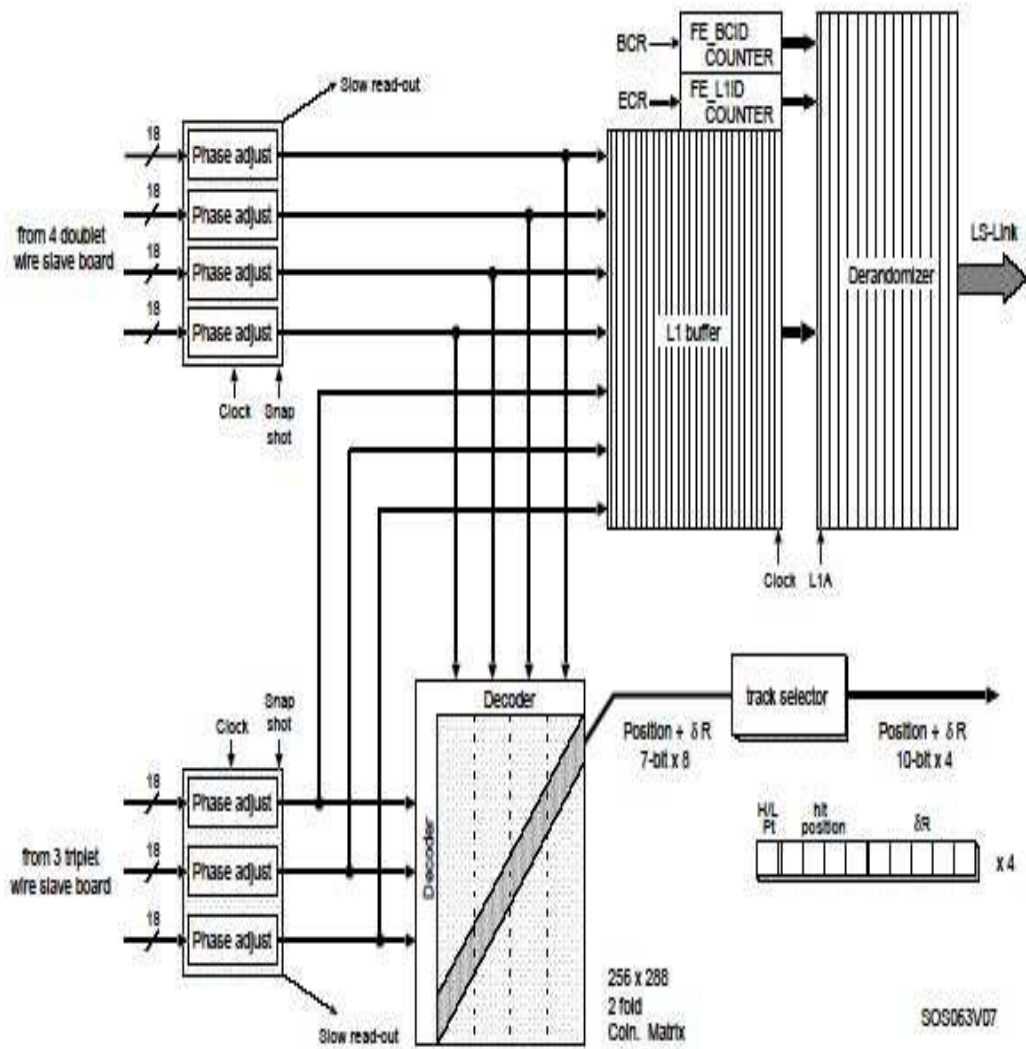 BCR
FE_BCID
COUNTER
ECR
FE_L1ID
COUNTER
Slow read-out
18
Phase adjust
18
Phase adjust
18
Phase adjust
18
Phase adjust
from 4 doublet
wire slave board
Clock
Snap
shot
L1 buffer
Derandomizer
LS-Link
Clock
L1A
Decoder
track selector
Position + δ R
7-bit x 8
Position + δ R
10-bit x 4
H/L
Pt
hit
position
δR
x 4
Clock
Snap
shot
18
Phase adjust
18
Phase adjust
18
Phase adjust
from 3 triplet
wire slave board
Decoder
Slow read-out
256 x 288
2 fold
Coin. Matrix
SOS063V07